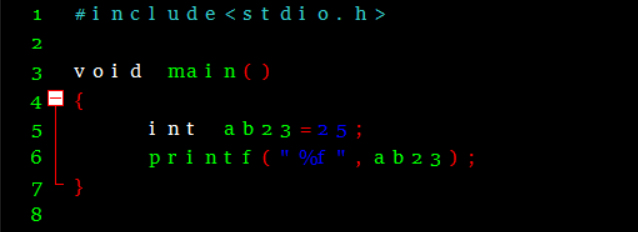 1 #include<stdio.h>
2
3 void main()
4 {
5 int ab23=25;
6 printf("%f",ab23);
7 }
8